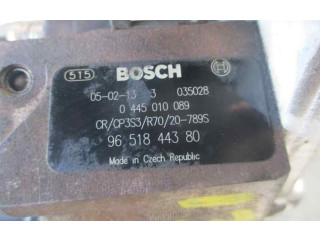 515 BOSCH
05-02-13 3 035028
0 445 010 089
CR/CP3S3/R70/20-789S
96 518 443 80
Made in Czech Republic